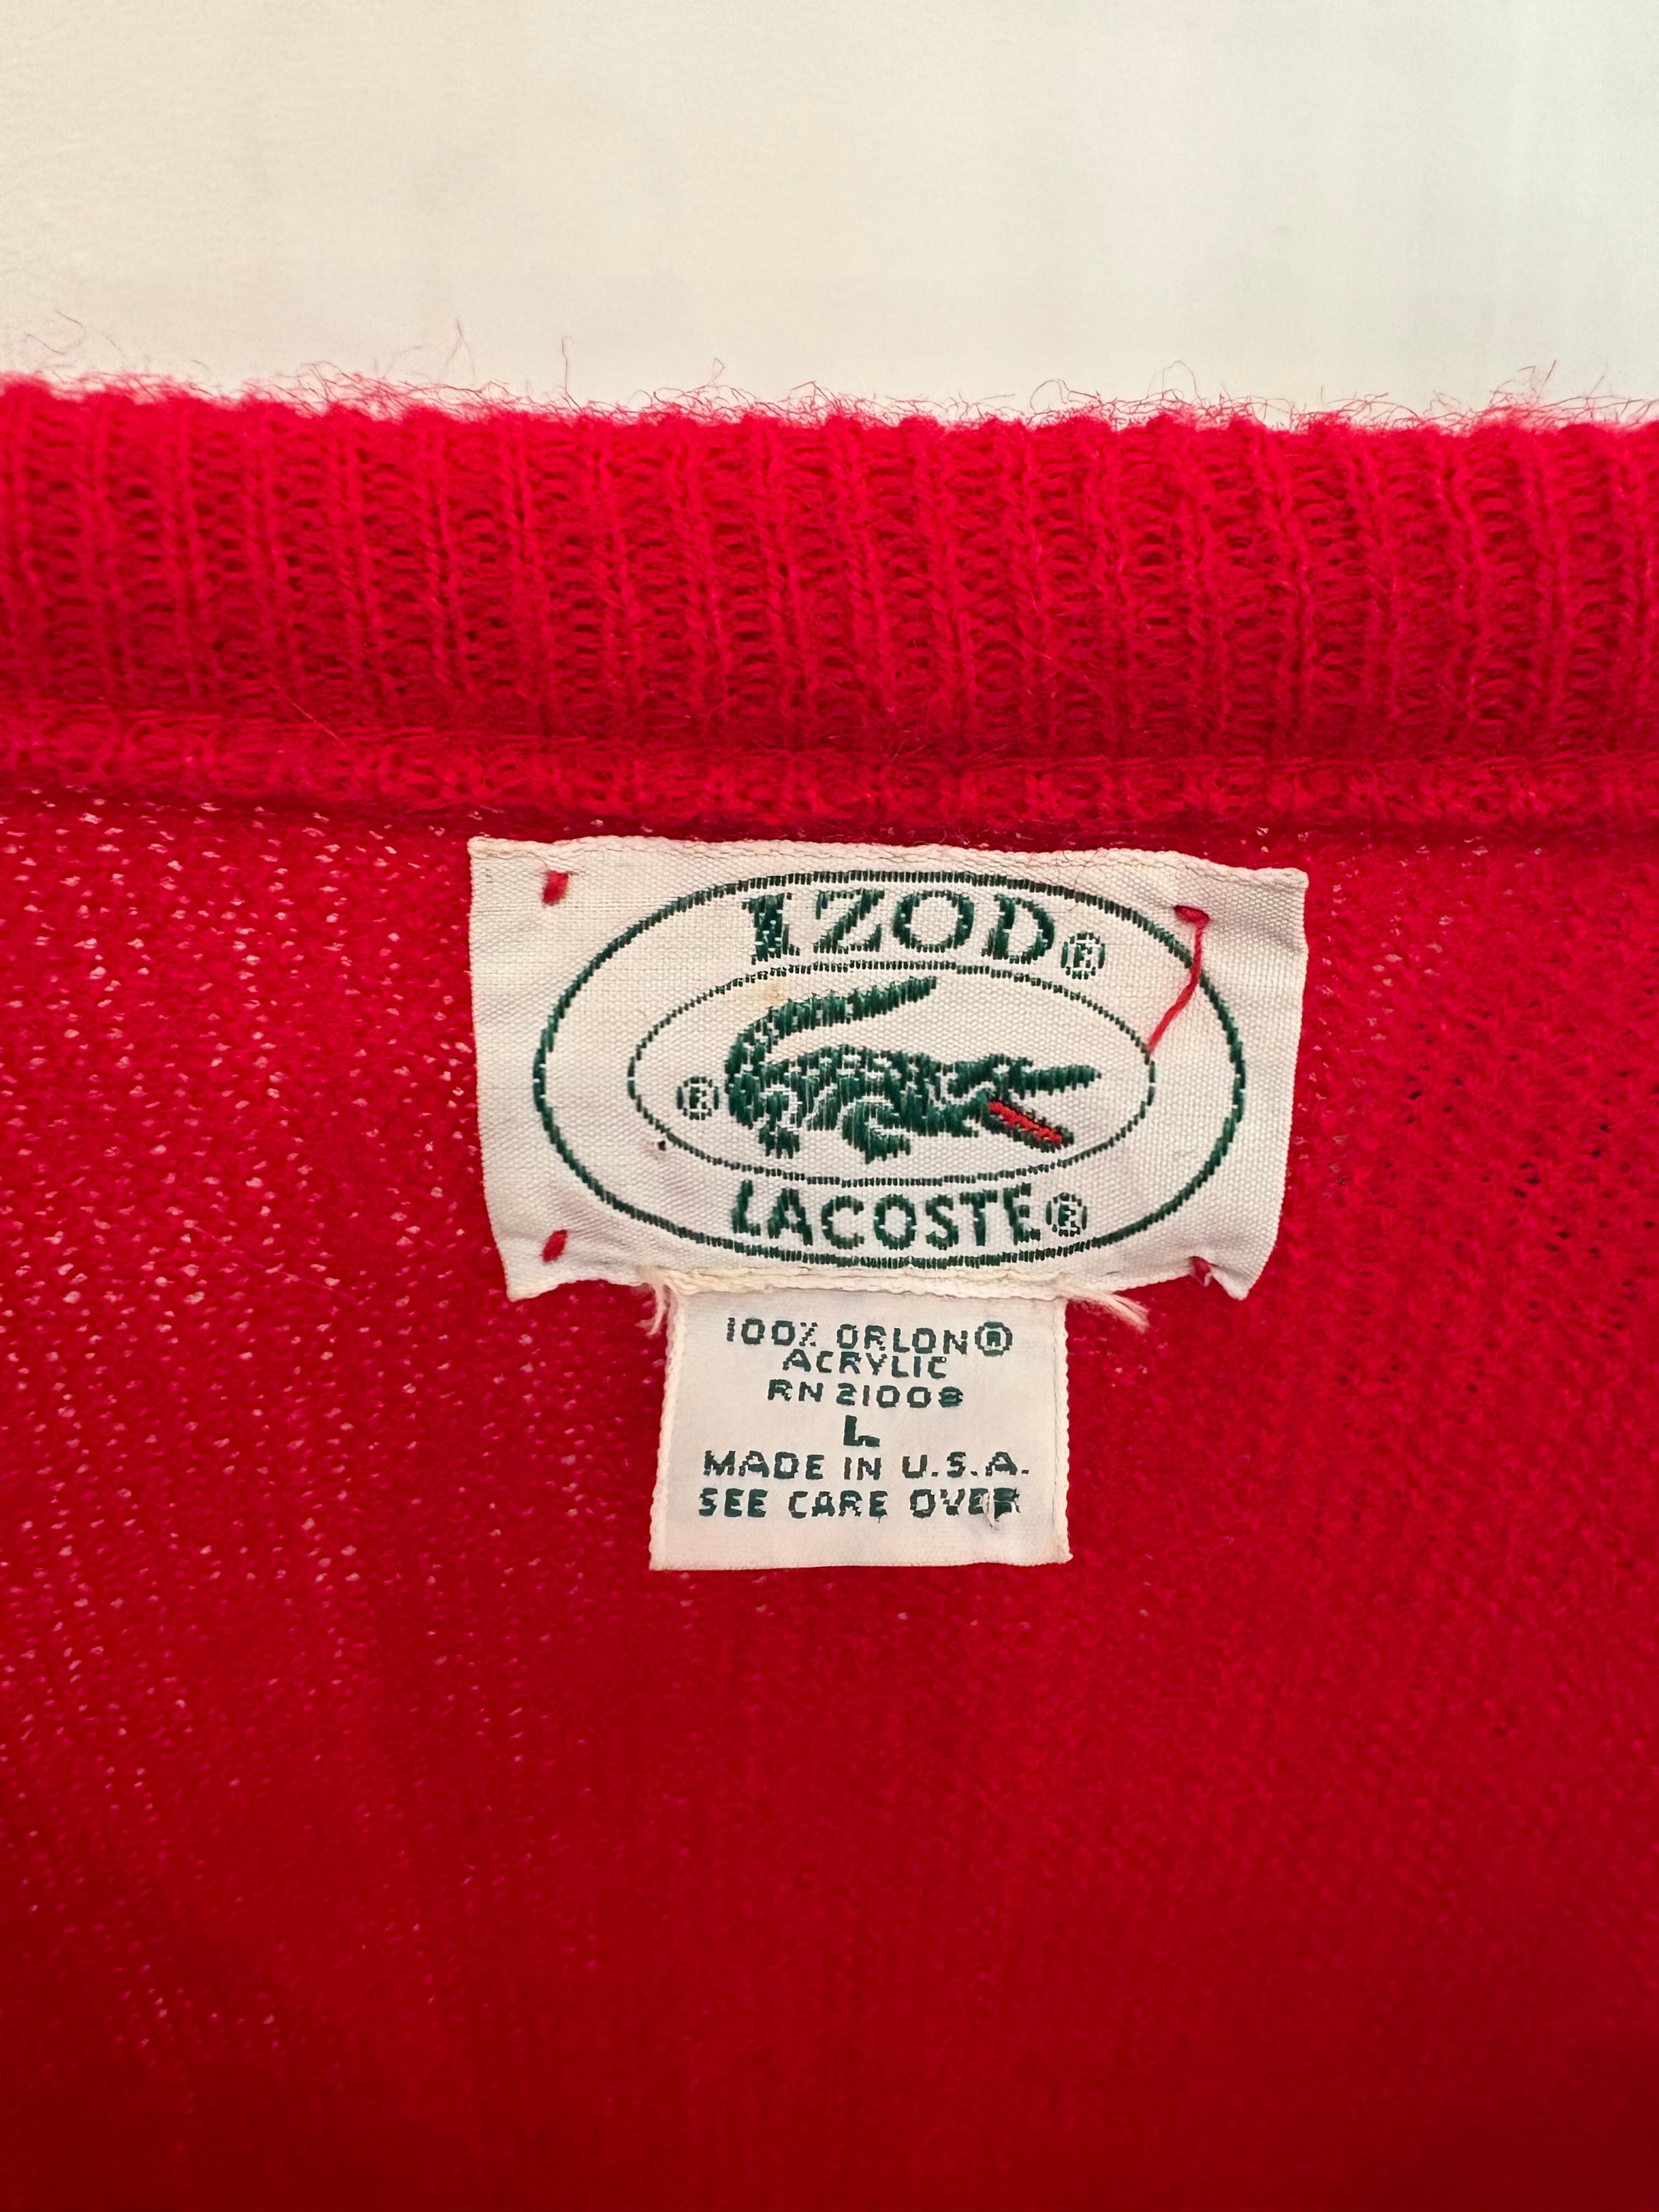 IZOD®
®
LACOSTE®
100% ORLON®
ACRYLIC
RN 21008
L
MADE IN U.S.A.
SEE CARE OVER